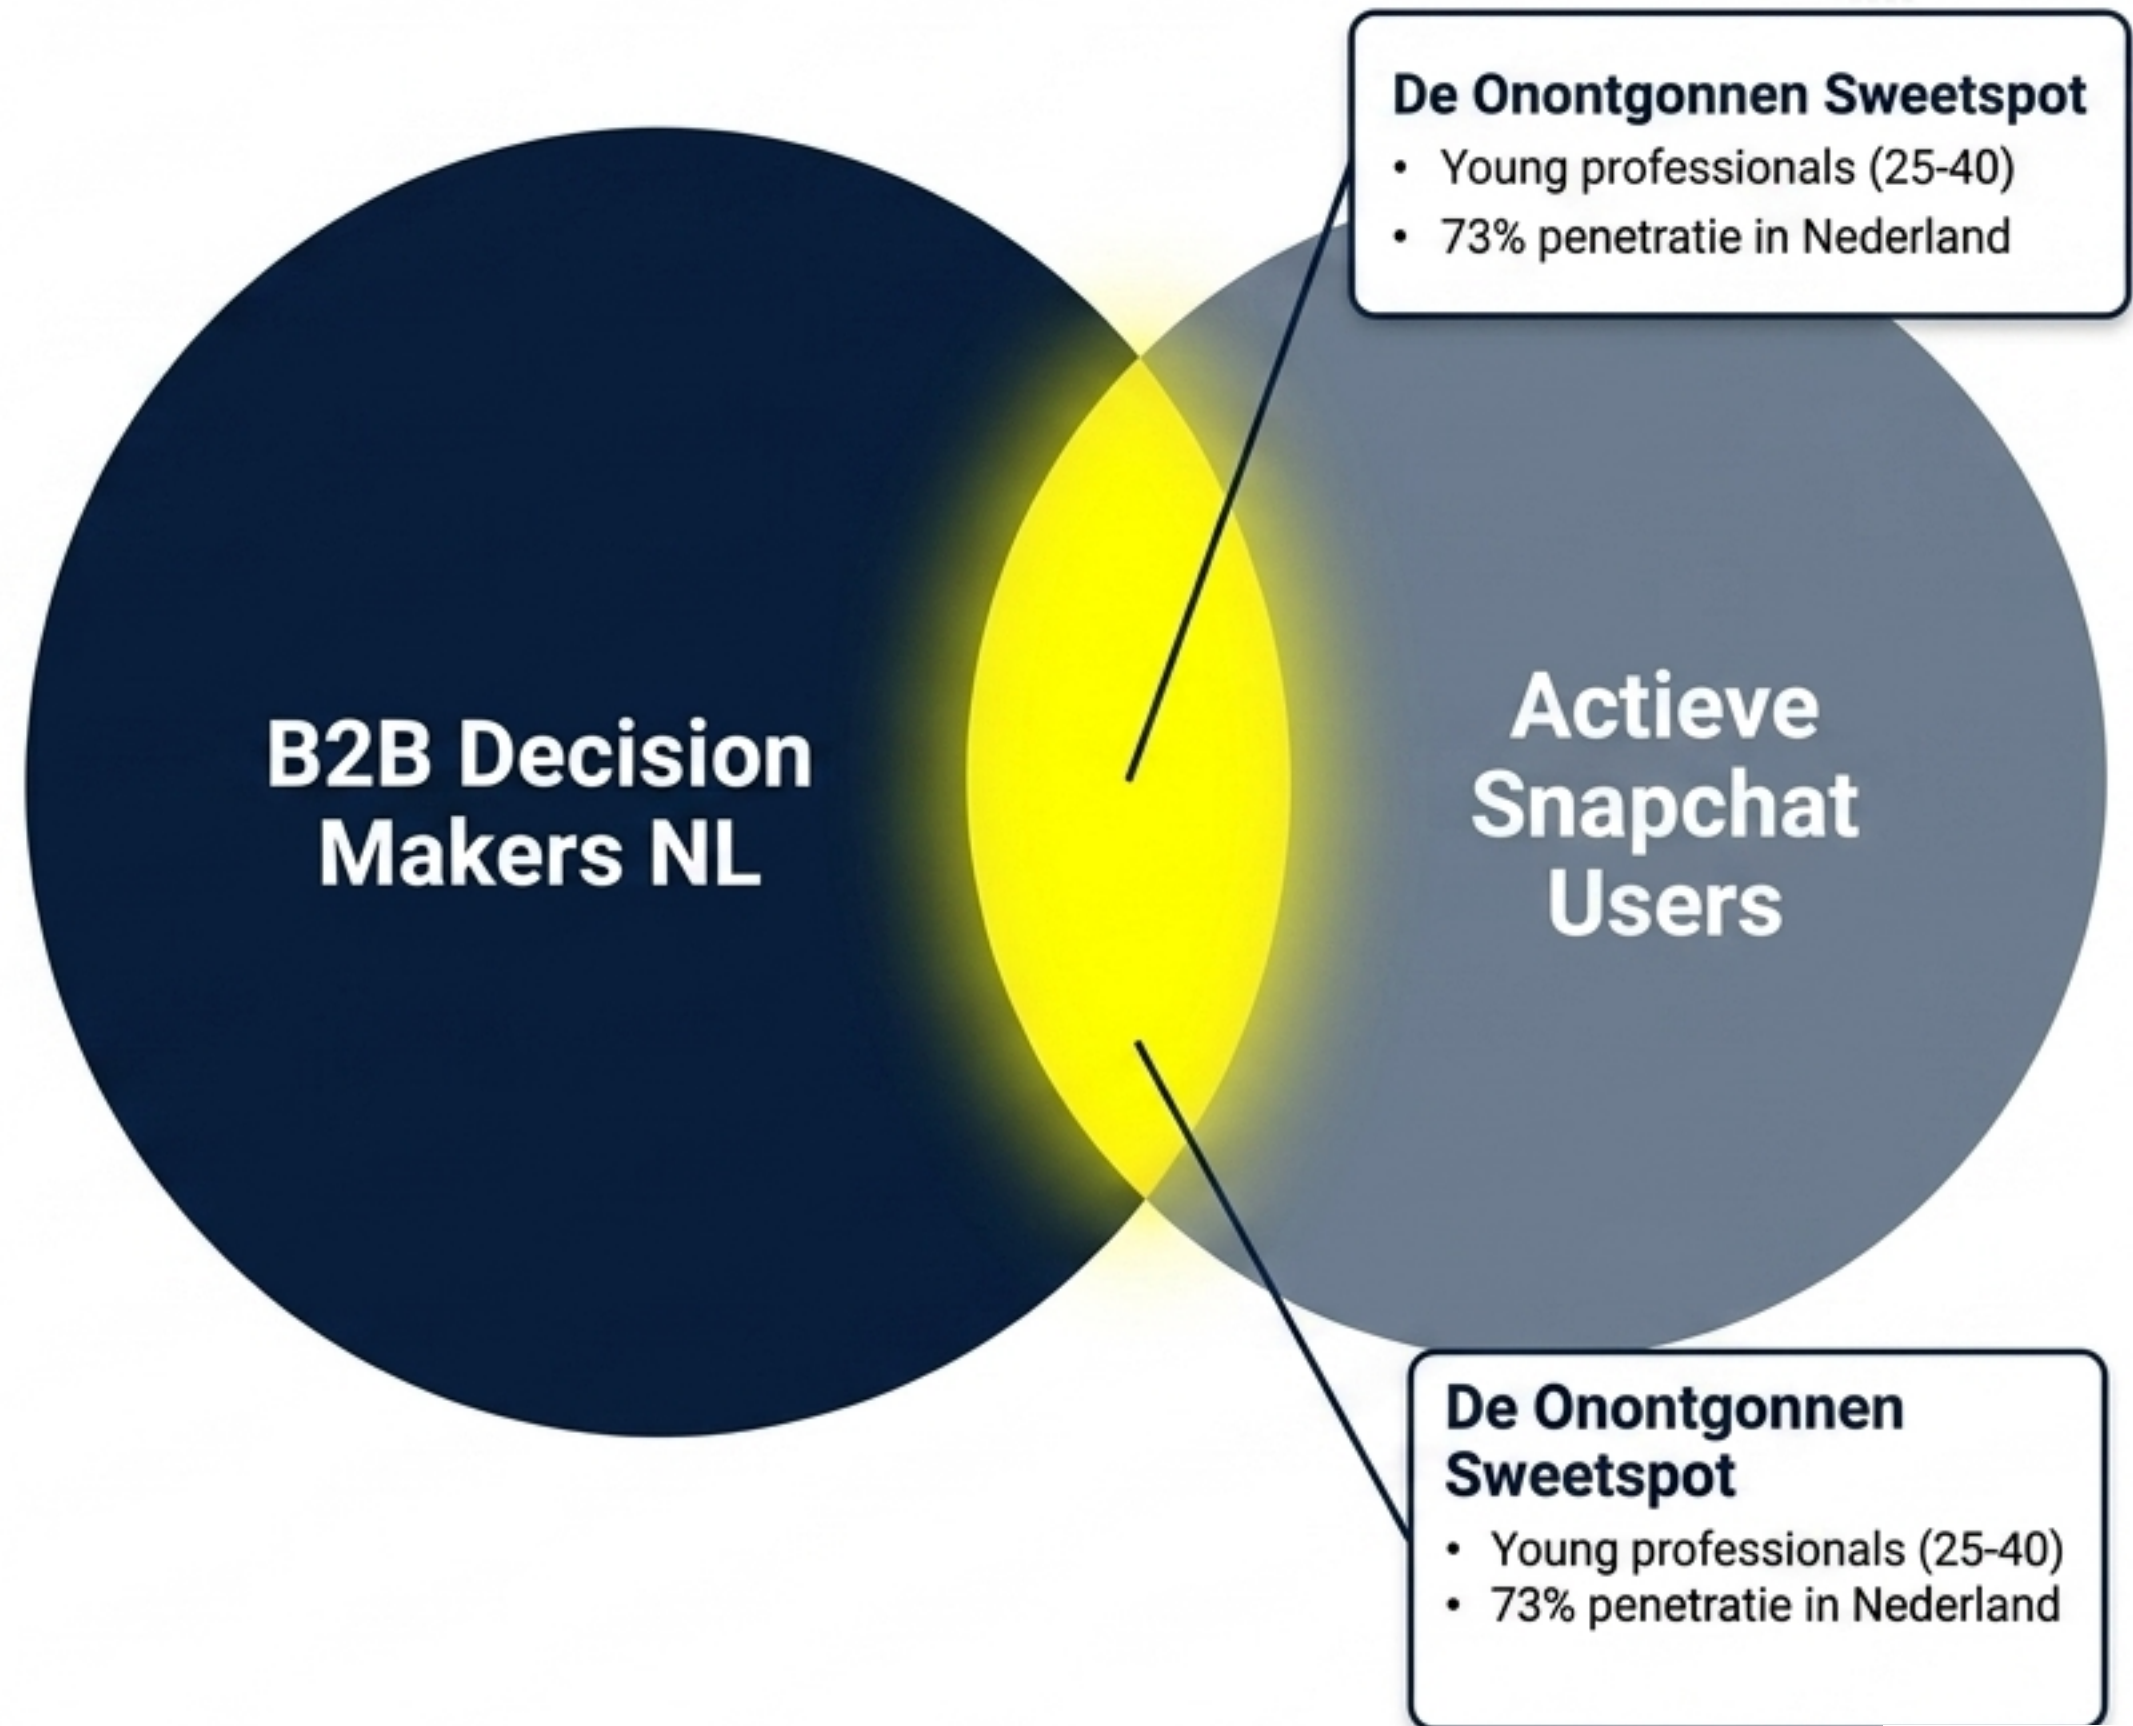 De Onontgonnen Sweetspot
• Young professionals (25-40)
• 73% penetratie in Nederland
B2B Decision
Makers NL
Actieve
Snapchat
Users
De Onontgonnen
Sweetspot
• Young professionals (25-40)
• 73% penetratie in Nederland